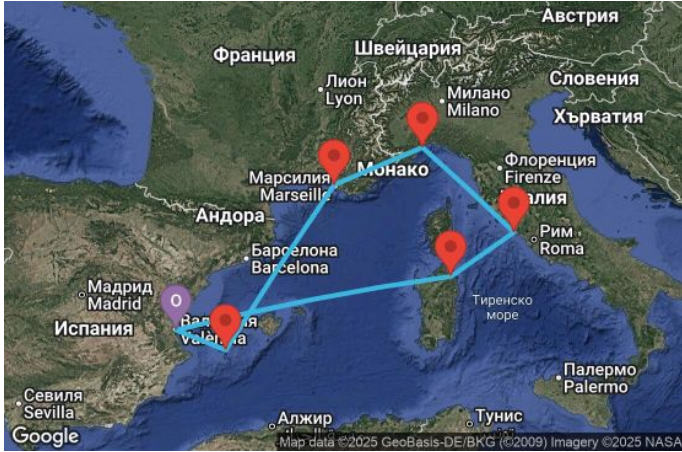 Австрия
Швейцария
Франция
Словения
Лион
Lyon
Милано
Milano
Хърватия
Флоренция
Firenze
Марсилия
Marseille
Монако
Андора
Рим
Roma
Барселона
Barcelona
Мадрид
Madrid
O
Тиренско
море
Испания
València
Палермо
Palermo
Севиля
Sevilla
Алжир
Тунис
Google
Map data ©2025 GeoBasis-DE/BKG (©2009) Imagery ©2025 NASA